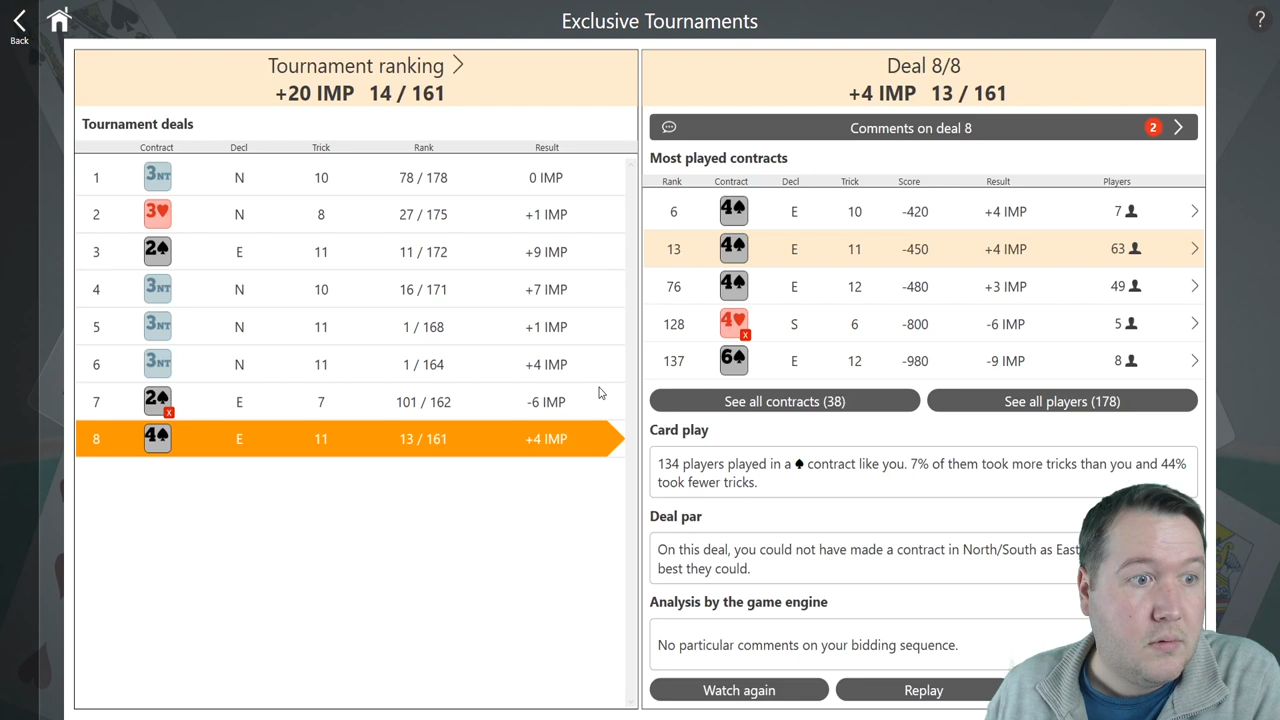 Back
Exclusive Tournaments
?
Tournament ranking
+20 IMP 14 / 161
Tournament deals
Contract Decl Trick Rank Result
1 3NT N 10 78 / 178 0 IMP
2 3♥ N 8 27 / 175 +1 IMP
3 2♠ E 11 11 / 172 +9 IMP
4 3NT N 10 16 / 171 +7 IMP
5 3NT N 11 1 / 168 +1 IMP
6 3NT N 11 1 / 164 +4 IMP
7 2♠ x E 7 101 / 162 -6 IMP
8 4♠ E 11 13 / 161 +4 IMP
Deal 8/8
+4 IMP 13 / 161
Comments on deal 8 2
Most played contracts
Rank Contract Decl Trick Score Result Players
6 4♠ E 10 -420 +4 IMP 7
13 4♠ E 11 -450 +4 IMP 63
76 4♠ E 12 -480 +3 IMP 49
128 4♥ x S 6 -800 -6 IMP 5
137 6♠ E 12 -980 -9 IMP 8
See all contracts (38) See all players (178)
Card play
134 players played in a ♠ contract like you. 7% of them took more tricks than you and 44%
took fewer tricks.
Deal par
On this deal, you could not have made a contract in North/South as East
best they could.
Analysis by the game engine
No particular comments on your bidding sequence.
Watch again Replay